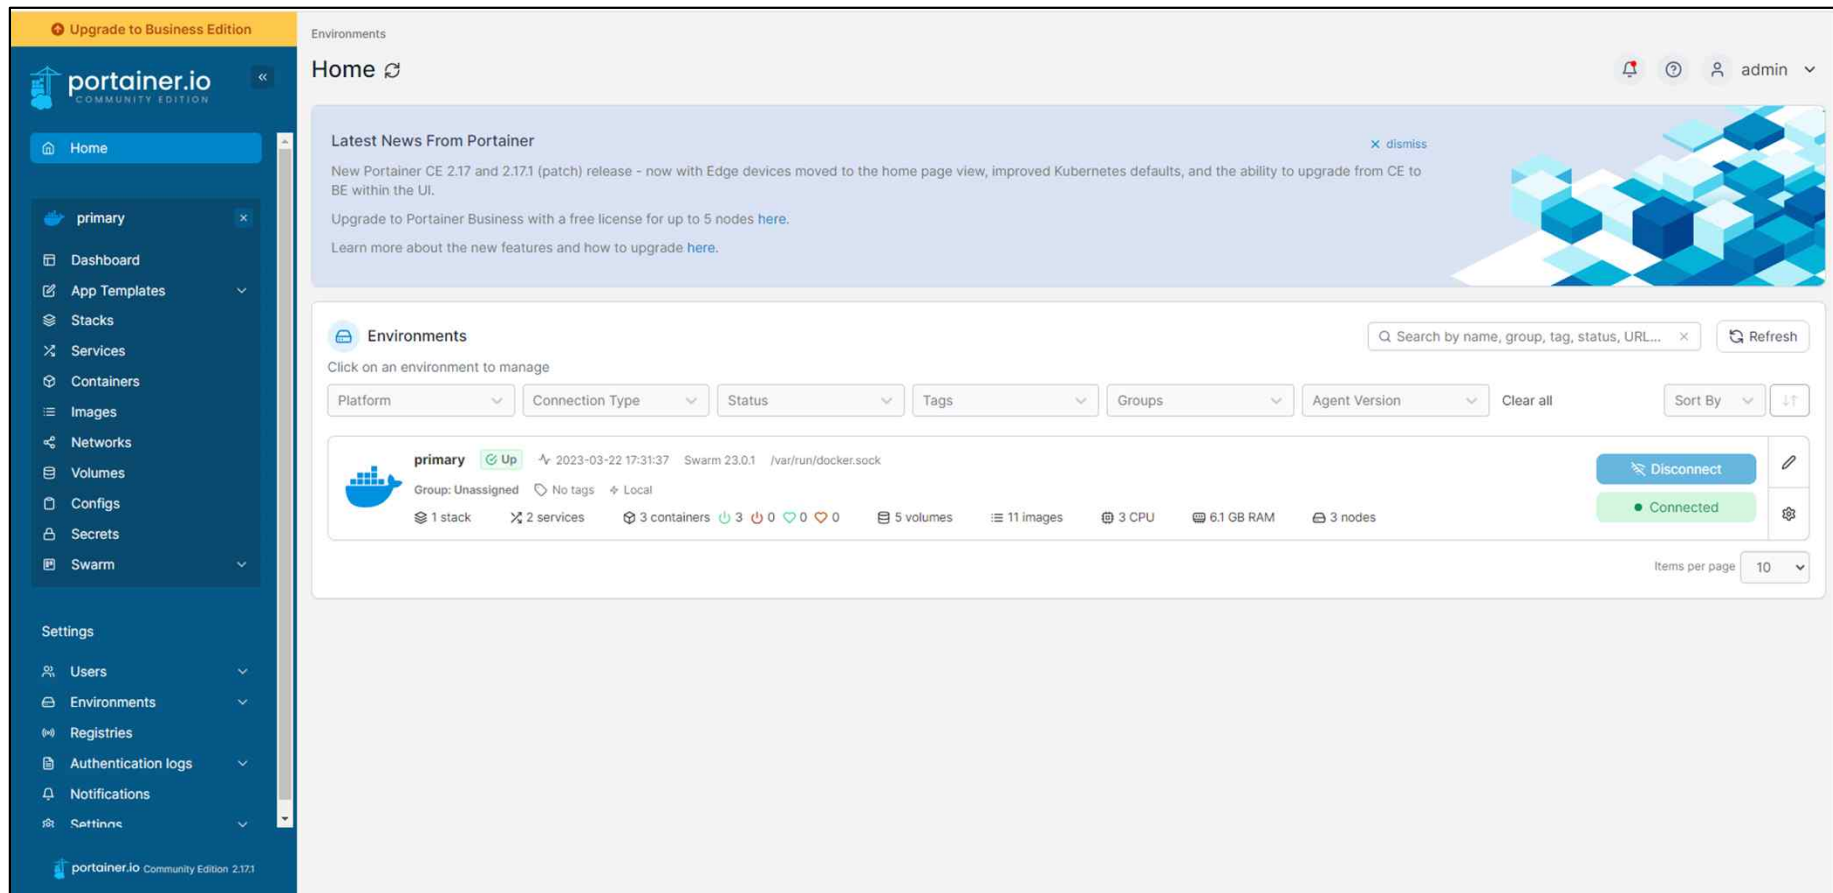 Upgrade to Business Edition
portainer.io
COMMUNITY EDITION
Home
primary
Dashboard
App Templates
Stacks
Services
Containers
Images
Networks
Volumes
Configs
Secrets
Swarm
Settings
Users
Environments
Registries
Authentication logs
Notifications
Settings
portainer.io Community Edition 2.17.1
Environments
Home
admin
Latest News From Portainer
dismiss
New Portainer CE 2.17 and 2.17.1 (patch) release - now with Edge devices moved to the home page view, improved Kubernetes defaults, and the ability to upgrade from CE to
BE within the UI.
Upgrade to Portainer Business with a free license for up to 5 nodes here.
Learn more about the new features and how to upgrade here.
Environments
Search by name, group, tag, status, URL...
Refresh
Click on an environment to manage
Platform Connection Type Status Tags Groups Agent Version Clear all Sort By
primary Up 2023-03-22 17:31:37 Swarm 23.0.1 /var/run/docker.sock
Group: Unassigned No tags Local
1 stack 2 services 3 containers 3 0 0 0 5 volumes 11 images 3 CPU 6.1 GB RAM 3 nodes
Disconnect
Connected
Items per page 10